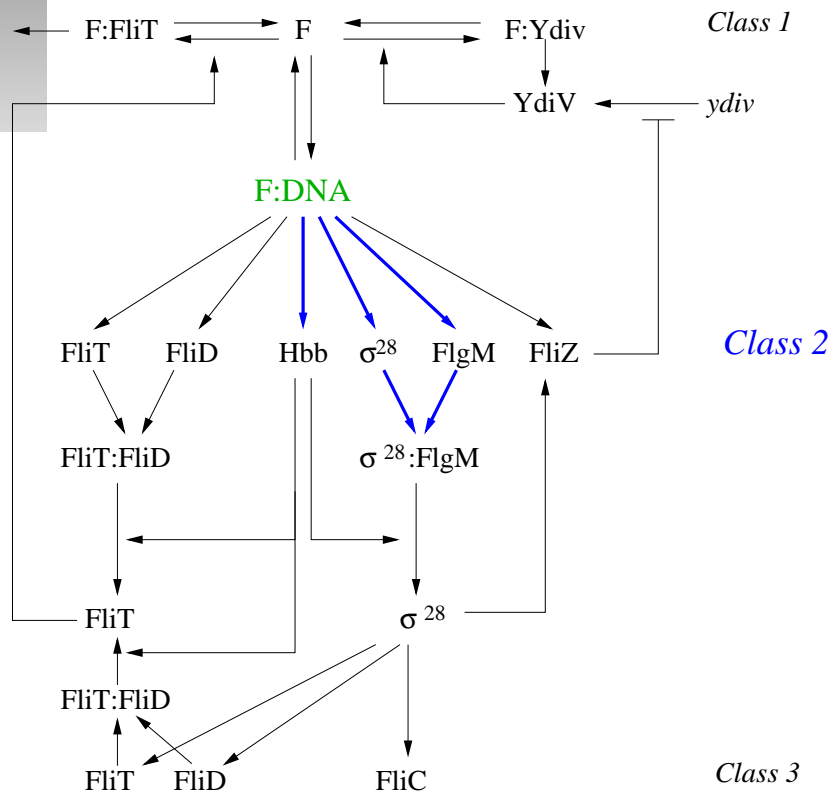 F:FliT F F:Ydiv Class 1
YdiV ydiv
F:DNA
FliT FliD Hbb σ28 FlgM FliZ Class 2
FliT:FliD σ 28:FlgM
FliT σ 28
FliT:FliD
FliT FliD FliC Class 3